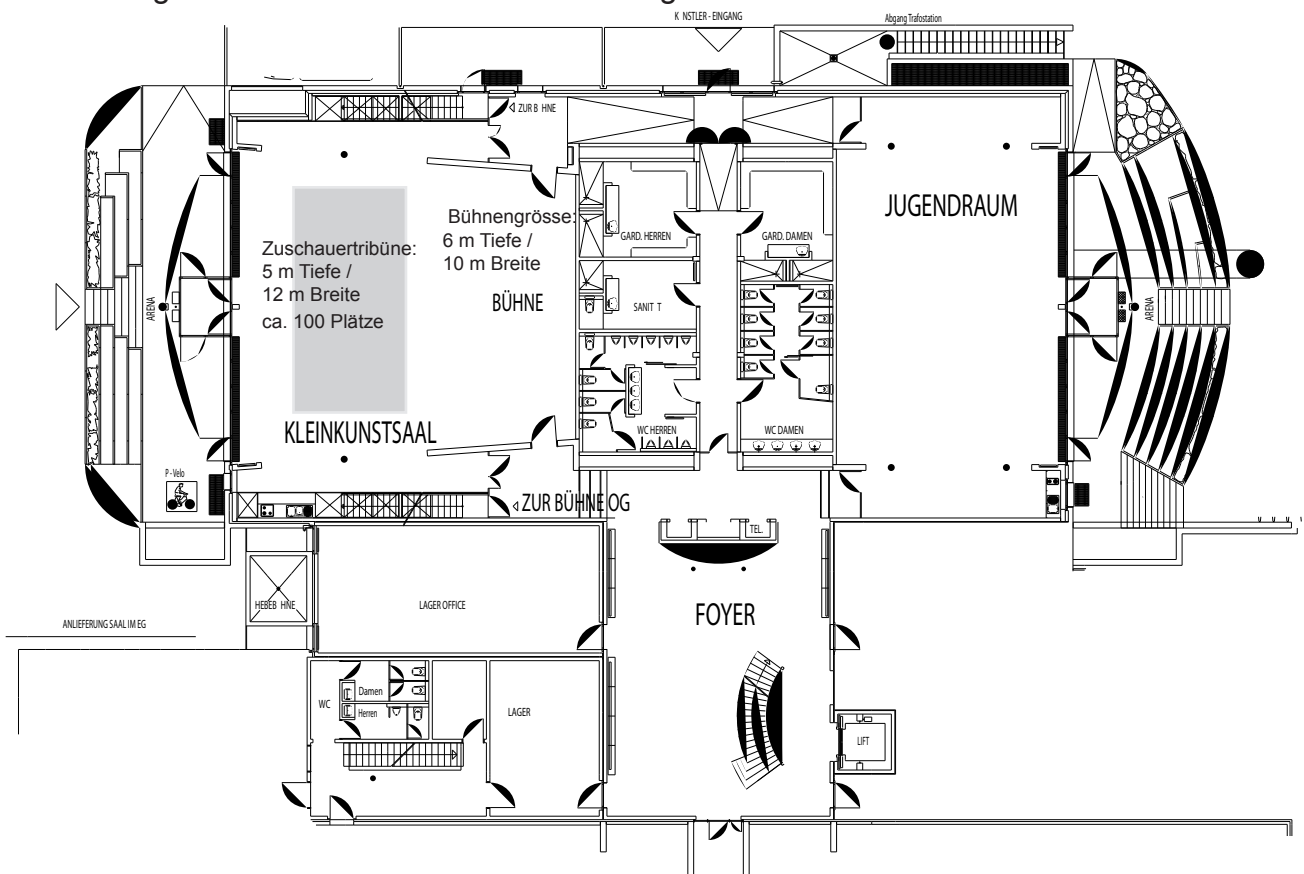 K NSTLER - EINGANG
Abgang Trafostation
ZUR B HNE
JUGENDRAUM
Bühnengrösse:
6 m Tiefe /
10 m Breite
GARD. HERREN
GARD. DAMEN
Zuschauertribüne:
5 m Tiefe /
12 m Breite
ca. 100 Plätze
BÜHNE
SANIT T
ARENA
ARENA
KLEINKUNSTSAAL
WC HERREN
WC DAMEN
P - Velo
ZUR BÜHNE OG
TEL.
HEBEB HNE
LAGER OFFICE
FOYER
ANLIEFERUNG SAAL IM EG
WC
Damen
Herren
LAGER
LIFT